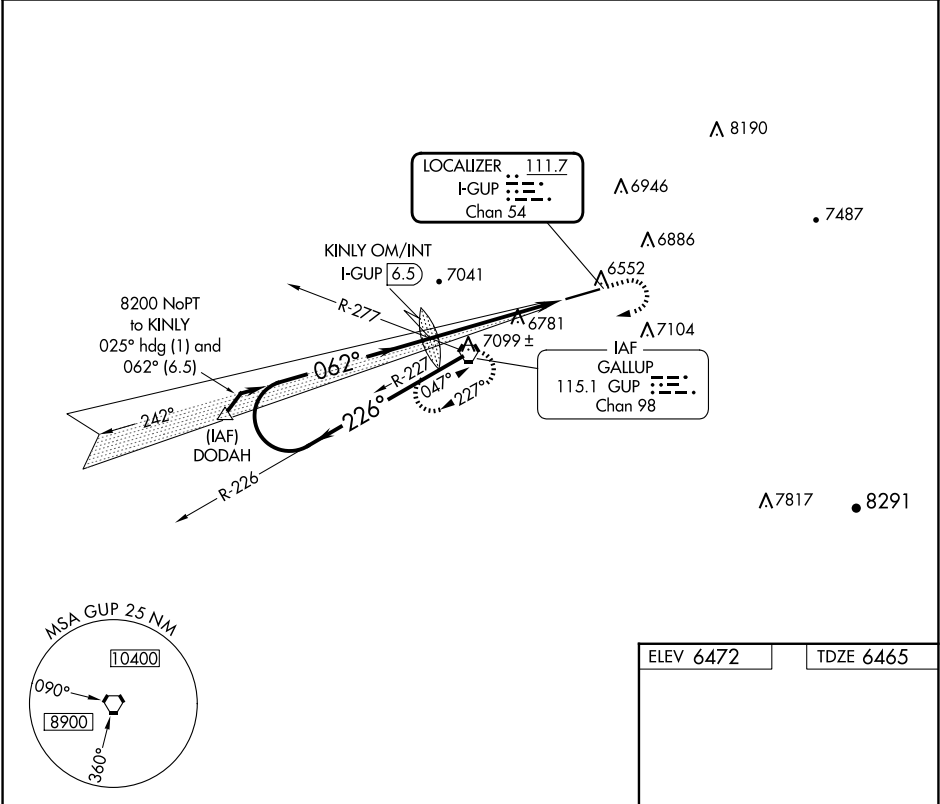 8190
LOCALIZER 111.7
I-GUP
Chan 54
6946
7487
6886
KINLY OM/INT
I-GUP 6.5
7041
6552
R-277
8200 NoPT
to KINLY
025° hdg (1) and
062° (6.5)
6781
7104
7099 ±
062°
IAF
GALLUP
115.1 GUP
Chan 98
R-227
047°
227°
226°
242°
(IAF)
DODAH
R-226
7817
8291
MSA GUP 25 NM
10400
090°
8900
360°
ELEV 6472
TDZE 6465